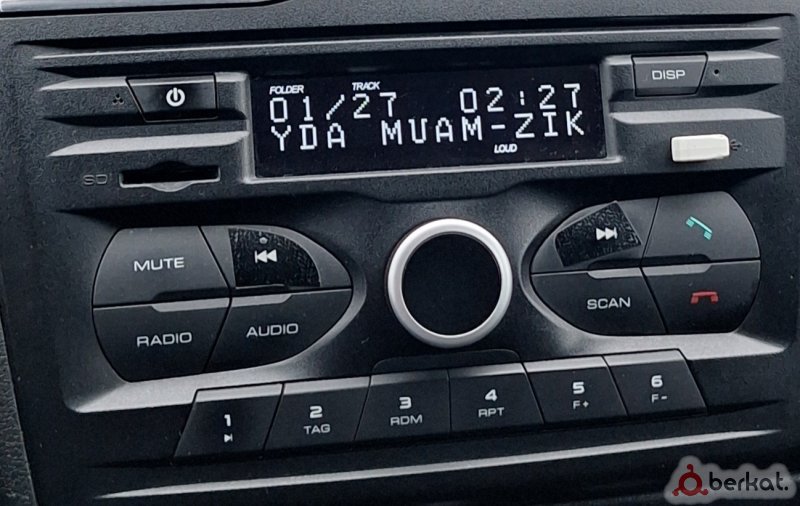 FOLDER TRACK
01/27 02:27
YDA MUAM-ZIK
LOUD
DISP
SD
MUTE
RADIO
AUDIO
SCAN
1
2 TAG
3 RDM
4 RPT
5 F+
6 F-
berkat.